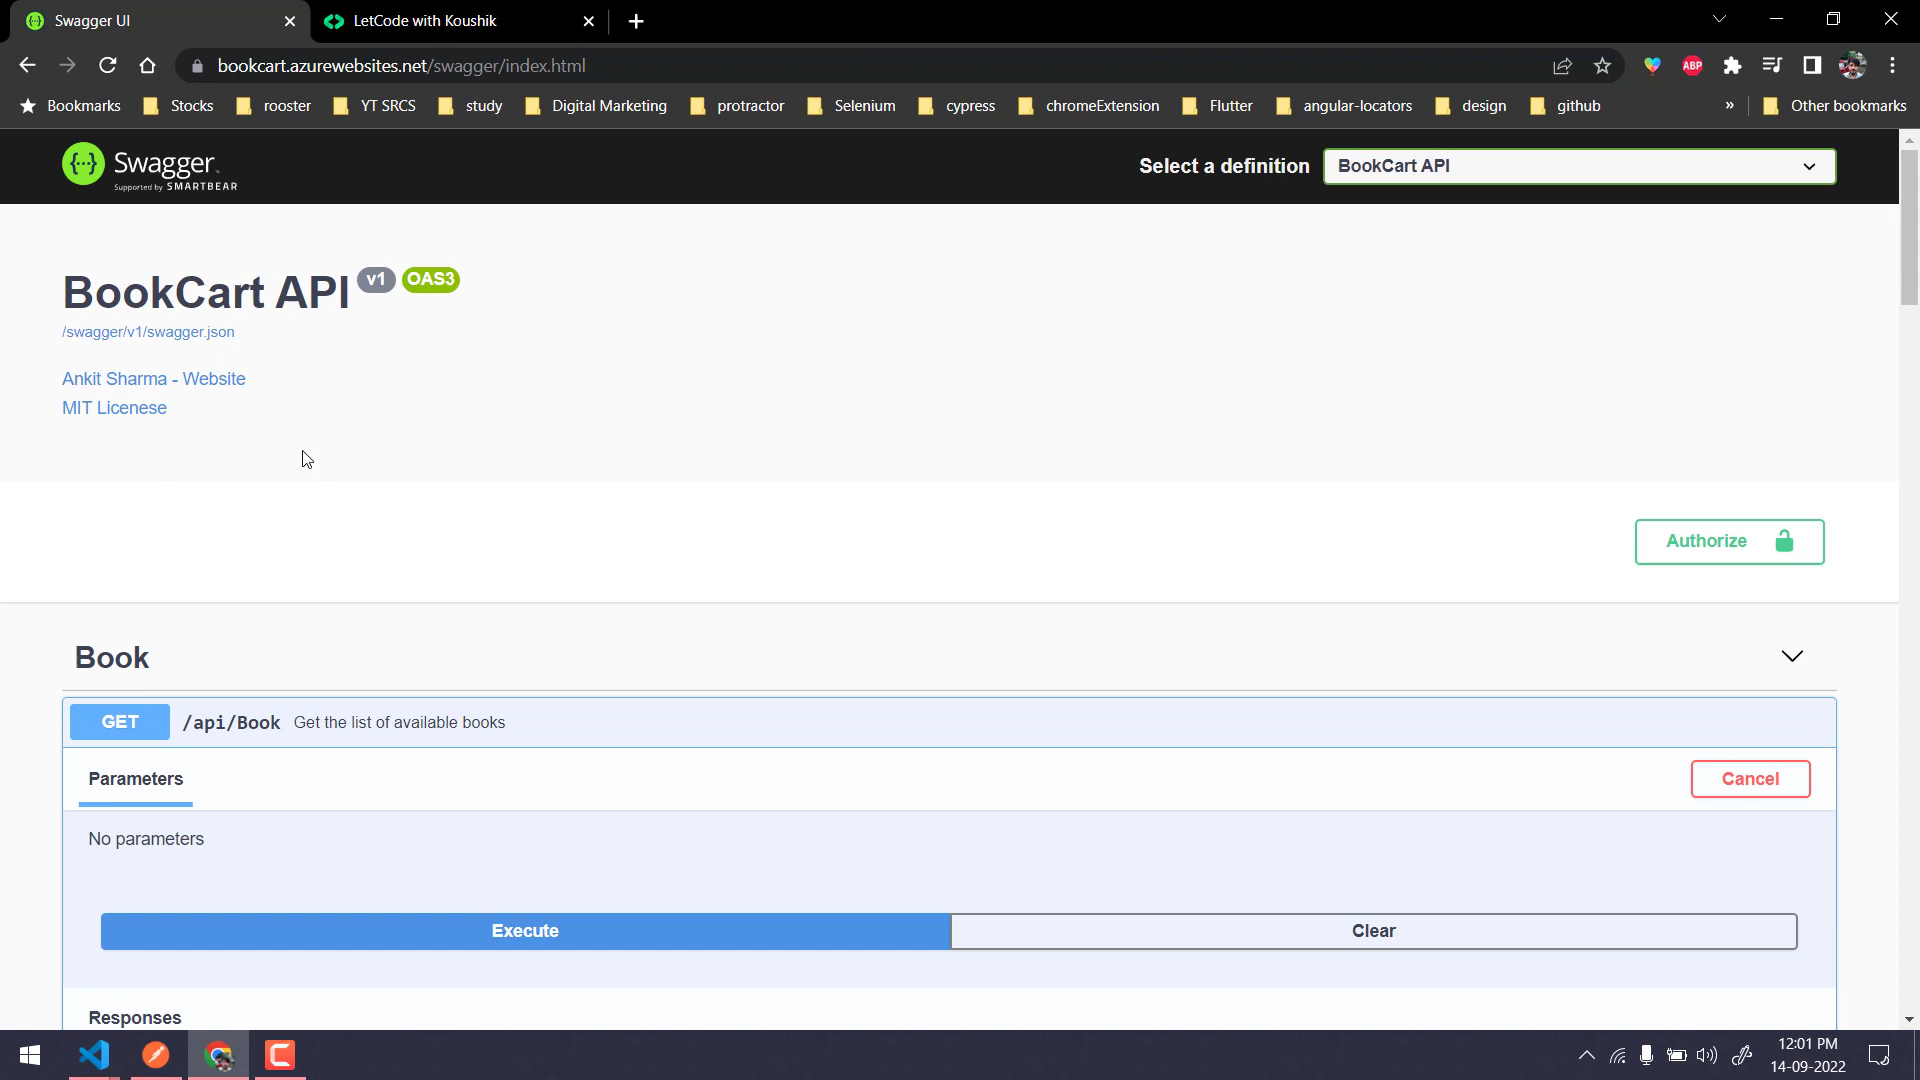 Swagger UI
LetCode with Koushik
bookcart.azurewebsites.net/swagger/index.html
ABP
Bookmarks Stocks rooster YT SRCS study Digital Marketing protractor Selenium cypress chromeExtension Flutter angular-locators design github » Other bookmarks
Swagger
Supported by SMARTBEAR
Select a definition BookCart API
BookCart API v1 OAS3
/swagger/v1/swagger.json
Ankit Sharma - Website
MIT Licenese
Authorize
Book
GET /api/Book Get the list of available books
Parameters
Cancel
No parameters
Execute Clear
Responses
12:01 PM
14-09-2022